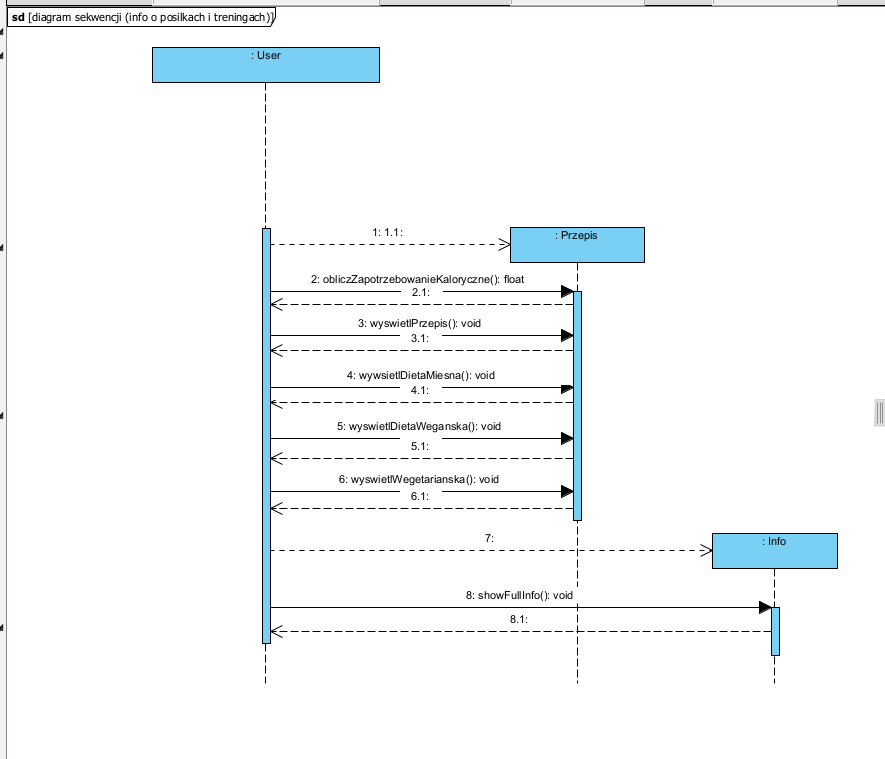 sd [diagram sekwencji (info o posilkach i treningach)]
: User
1: 1.1:
: Przepis
2: obliczZapotrzebowanieKaloryczne(): float
2.1:
3: wyswietlPrzepis(): void
3.1:
4: wywsietlDietaMiesna(): void
4.1:
5: wyswietlDietaWeganska(): void
5.1:
6: wyswietlWegetarianska(): void
6.1:
7:
: Info
8: showFullInfo(): void
8.1: